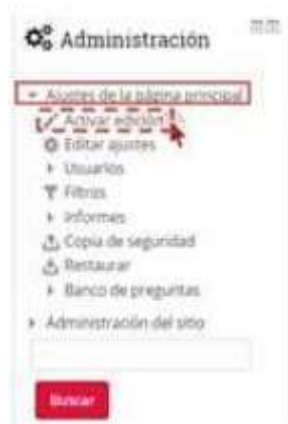 Administración
Ajustes de la página principal
Activar edición
Editar ajustes
Usuarios
Filtros
Informes
Copia de seguridad
Restaurar
Banco de preguntas
Administración del sitio
Buscar